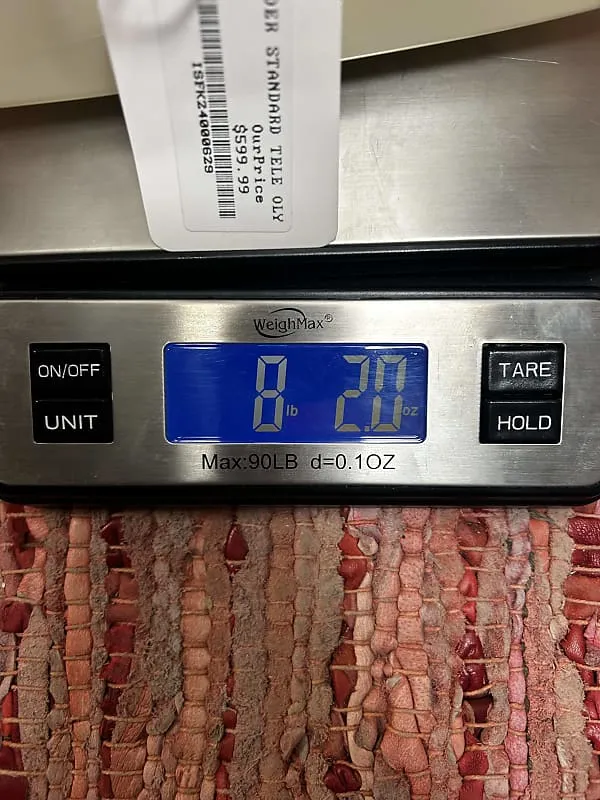 DER STANDARD TELE OLY
OurPrice
$599.99
ISFK24000629
WeighMax®
ON/OFF
UNIT
8 lb 2.0 oz
TARE
HOLD
Max:90LB d=0.1OZ